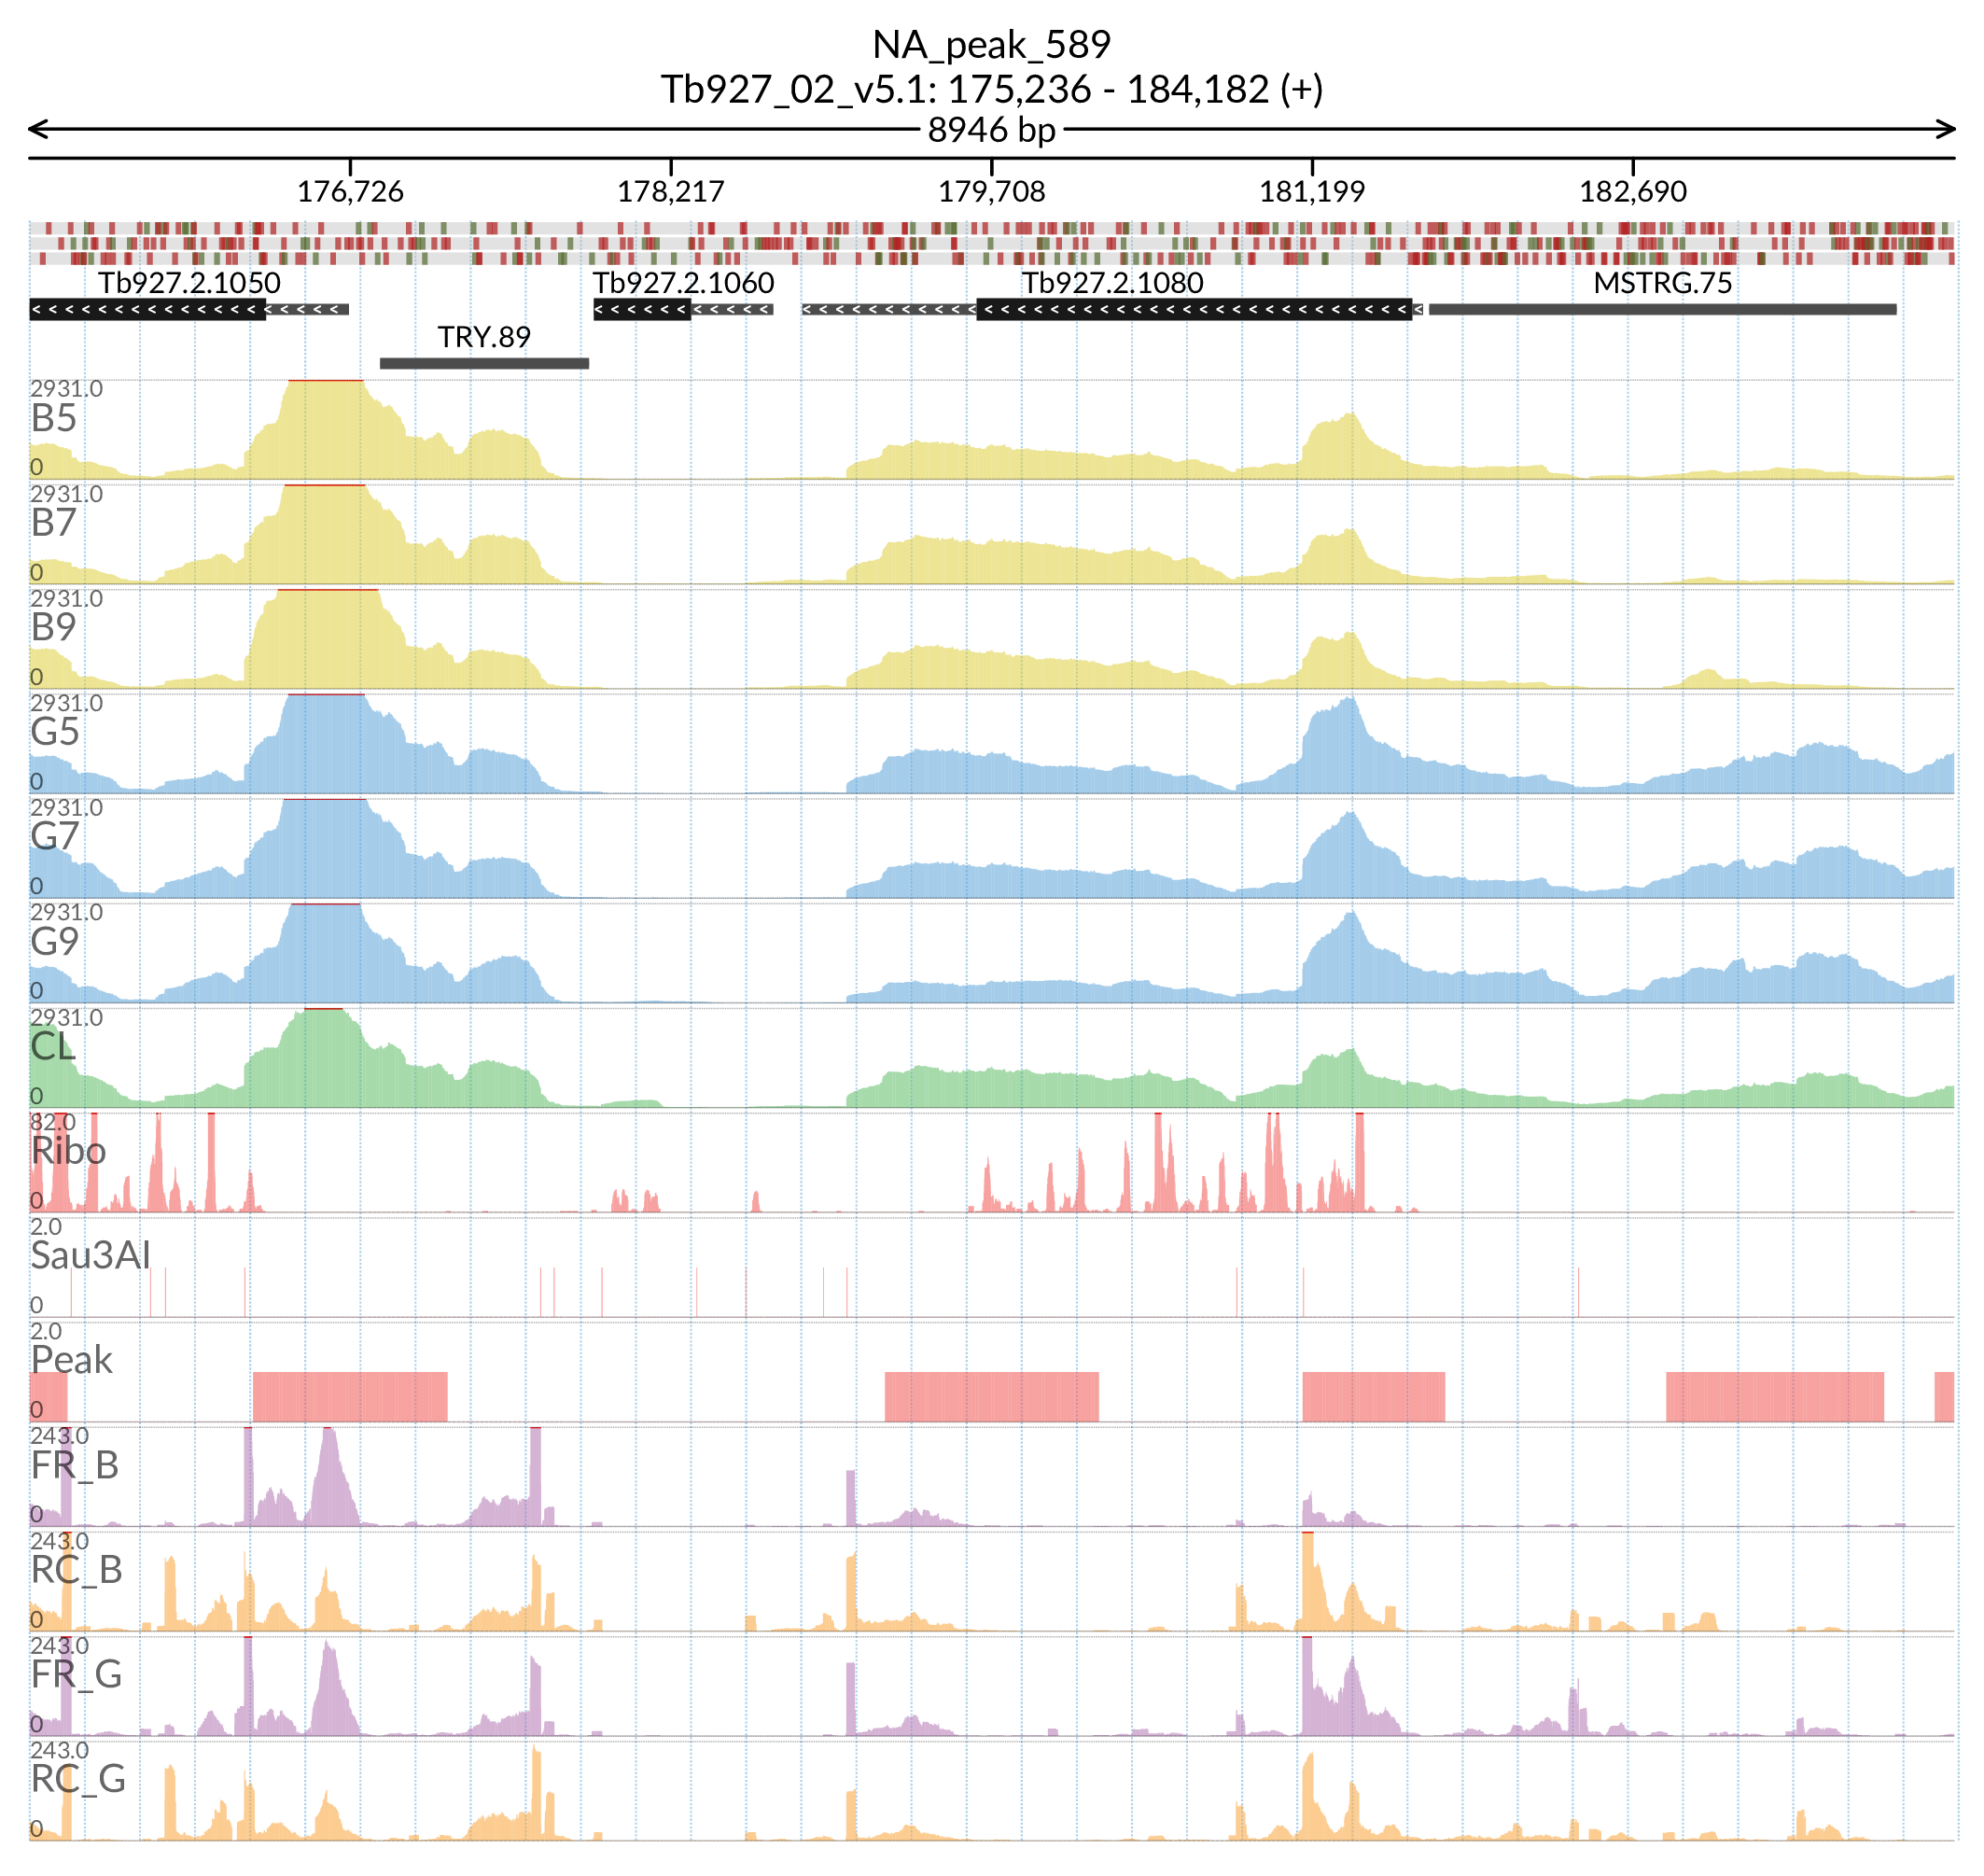 NA_peak_589
Tb927_02_v5.1: 175,236 - 184,182 (+)
8946 bp
176,726 178,217 179,708 181,199 182,690
Tb927.2.1050 Tb927.2.1060 Tb927.2.1080 MSTRG.75
TRY.89
2931.0
B5
0
2931.0
B7
0
2931.0
B9
0
2931.0
G5
0
2931.0
G7
0
2931.0
G9
0
2931.0
CL
0
82.0
Ribo
0
2.0
Sau3AI
0
2.0
Peak
0
243.0
FR_B
0
243.0
RC_B
0
243.0
FR_G
0
243.0
RC_G
0